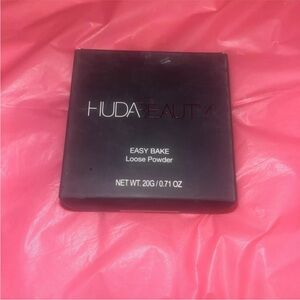 HUDABEAUTY
EASY BAKE
Loose Powder
NET WT. 20G / 0.71 OZ